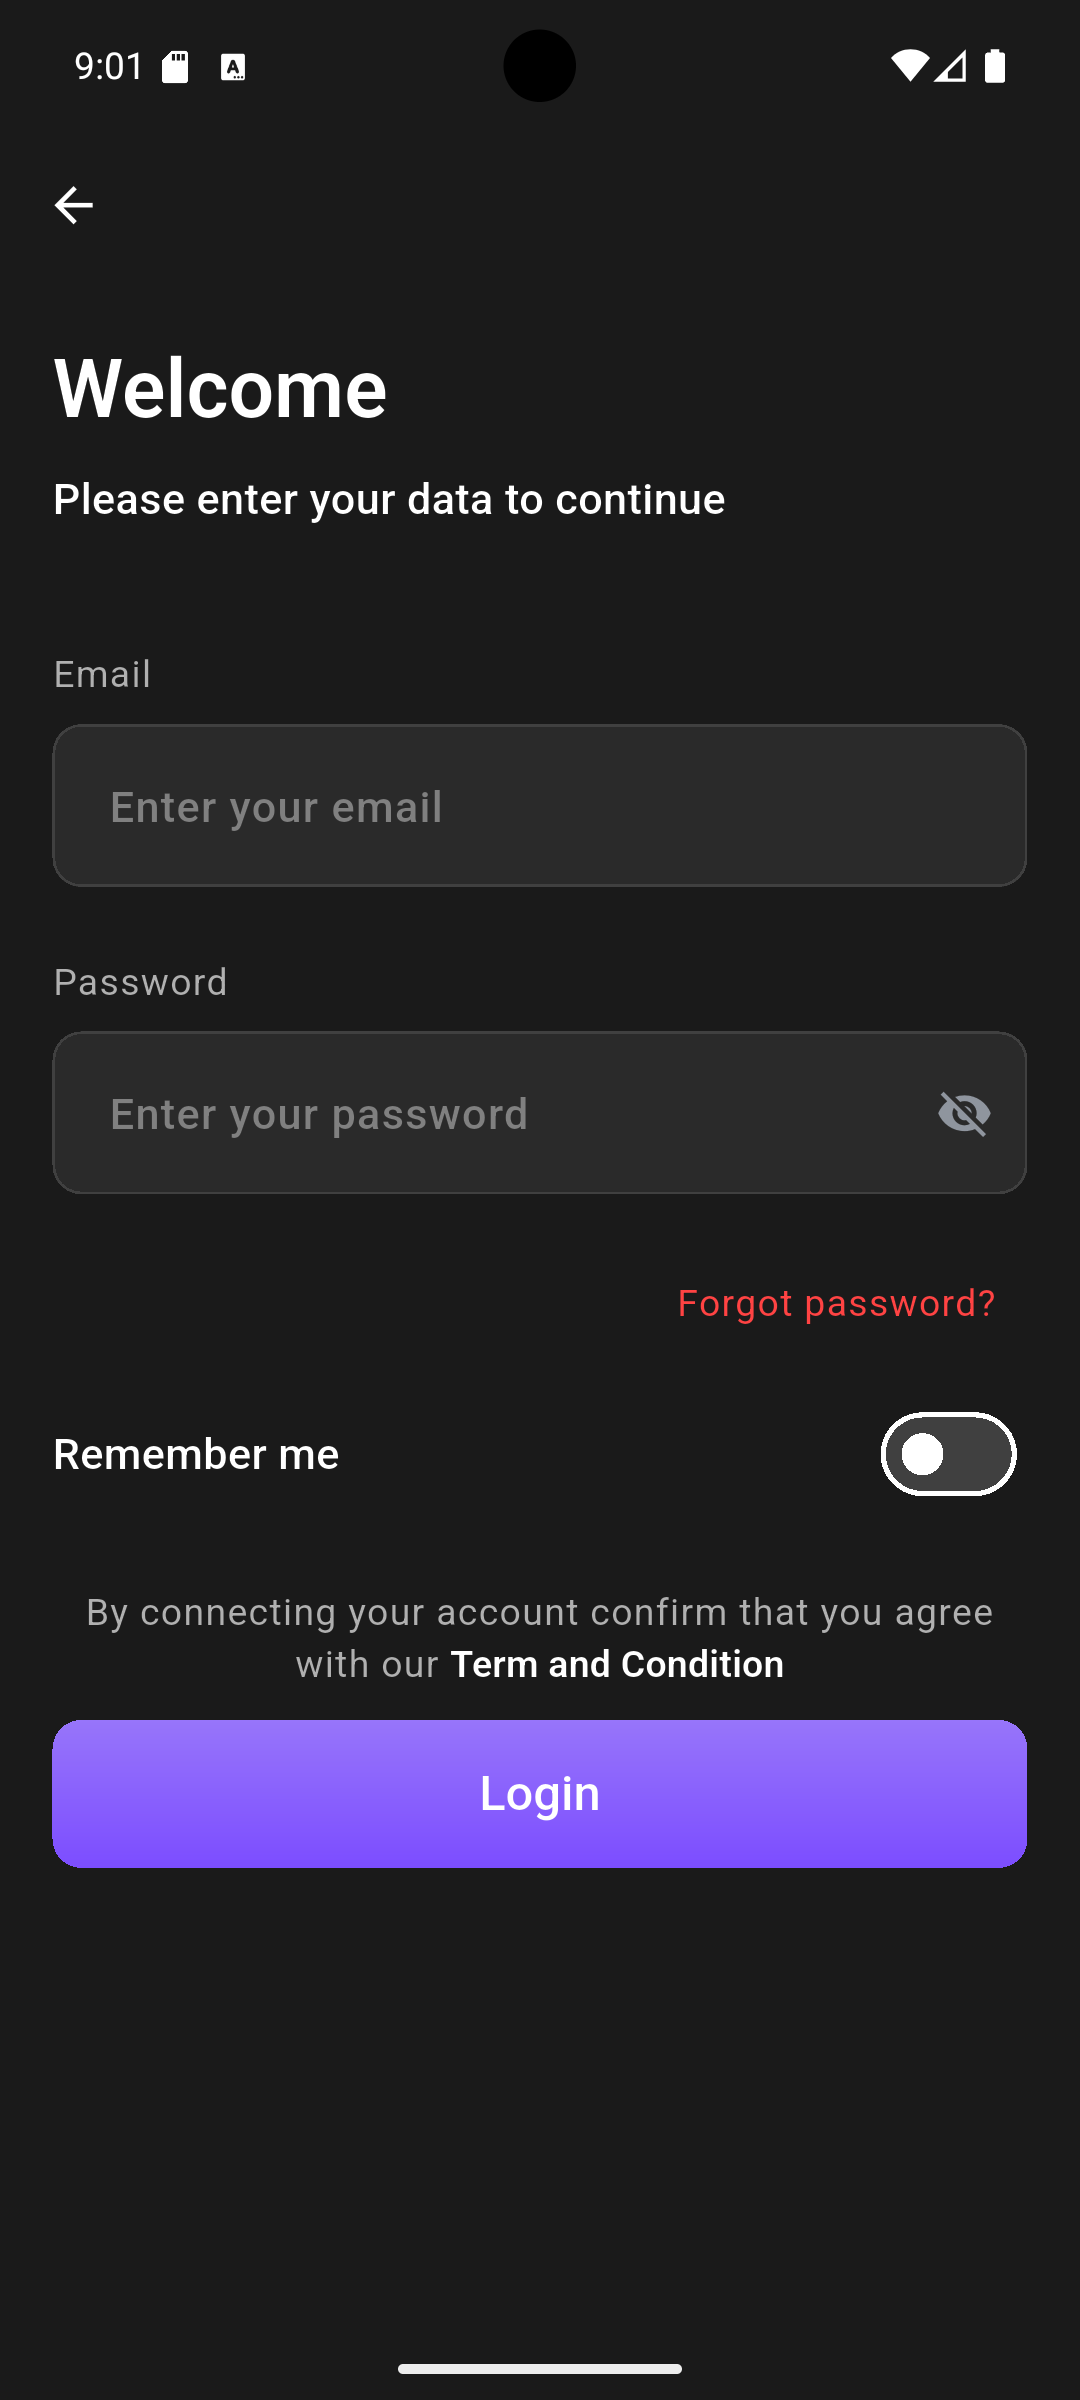 9:01
Welcome
Please enter your data to continue
Email
Enter your email
Password
Enter your password
Forgot password?
Remember me
By connecting your account confirm that you agree
with our Term and Condition
Login